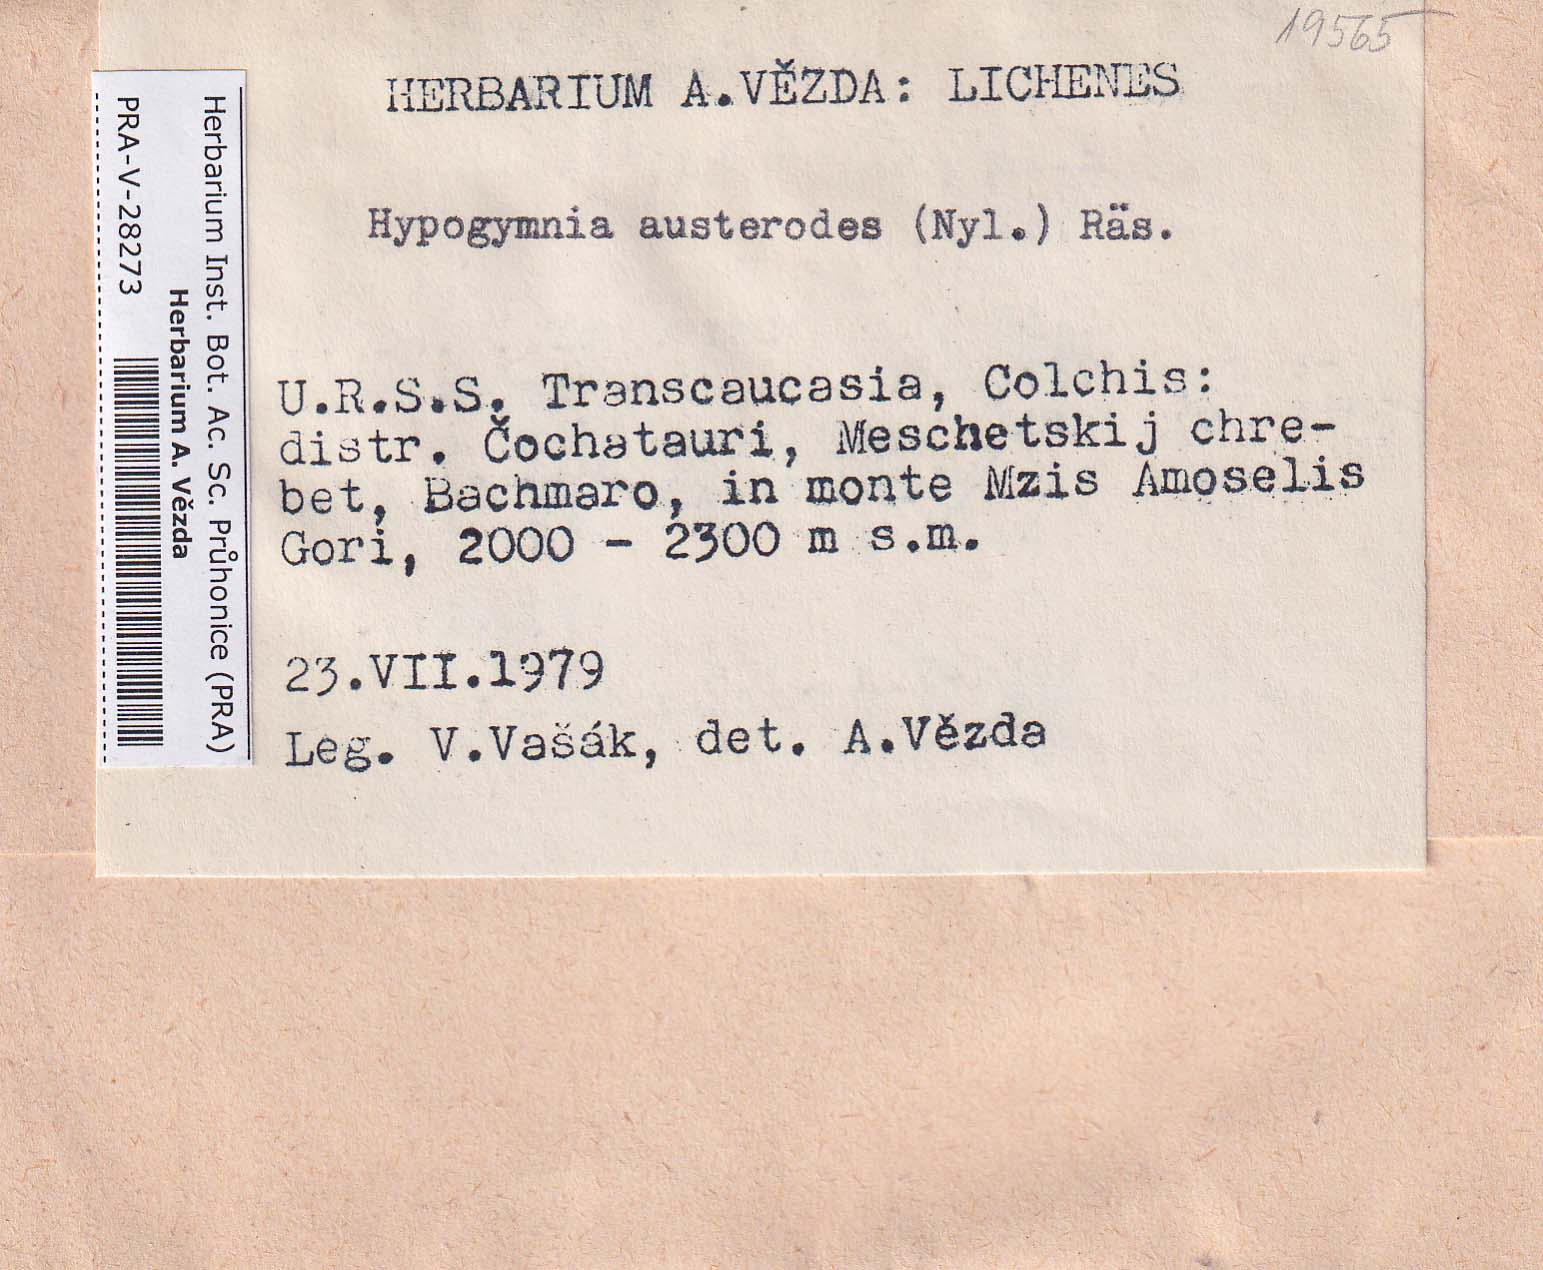 19565
HERBARIUM A.VĚZDA: LICHENES
Hypogymnia austerodes (Nyl.) Räs.
U.R.S.S. Transcaucasia, Colchis:
distr. Čochatauri, Meschetskij chre-
bet, Bachmaro, in monte Mzis Amoselis
Gori, 2000 - 2300 m s.m.
23.VII.1979
Leg. V.Vašák, det. A.Vězda
Herbarium Inst. Bot. Ac. Sc. Průhonice (PRA)
Herbarium A. Vězda
PRA-V-28273